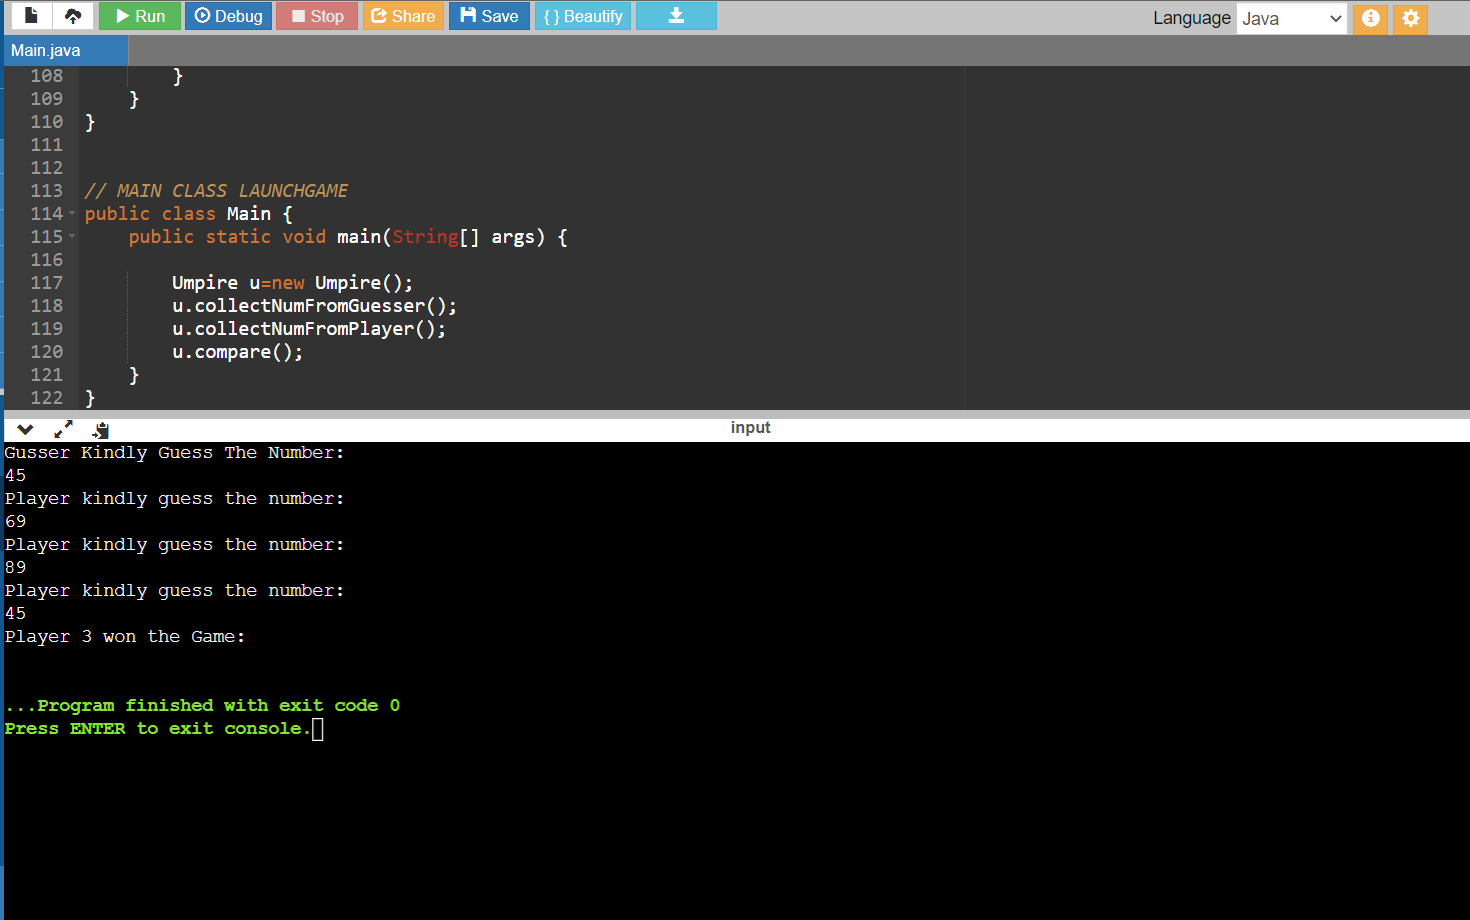 Run Debug Stop Share Save { } Beautify Language Java
Main.java
108 }
109 }
110 }
111
112
113 // MAIN CLASS LAUNCHGAME
114 public class Main {
115 public static void main(String[] args) {
116
117 Umpire u=new Umpire();
118 u.collectNumFromGuesser();
119 u.collectNumFromPlayer();
120 u.compare();
121 }
122 }
input
Gusser Kindly Guess The Number:
45
Player kindly guess the number:
69
Player kindly guess the number:
89
Player kindly guess the number:
45
Player 3 won the Game:
...Program finished with exit code 0
Press ENTER to exit console.